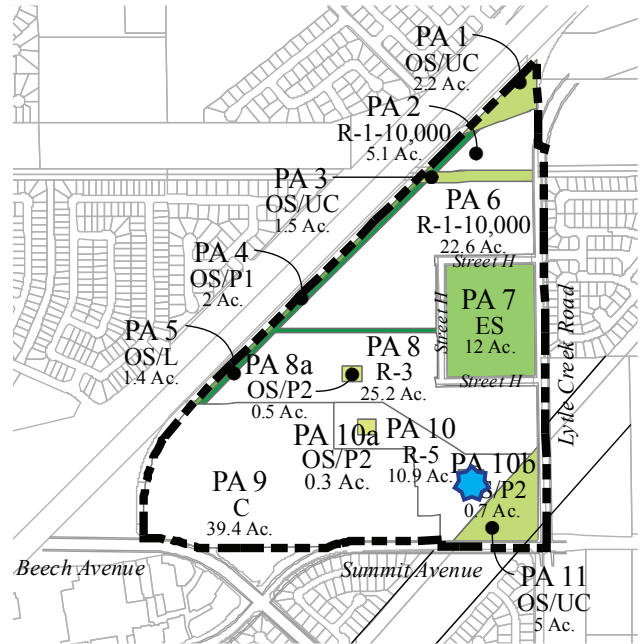 PA 1
OS/UC
2.2 Ac.
PA 2
R-1-10,000
5.1 Ac.
PA 3
OS/UC
1.5 Ac.
PA 6
R-1-10,000
22.6 Ac.
Street H
PA 4
OS/P1
2 Ac.
Street H
PA 7
ES
12 Ac.
Lytle Creek Road
PA 5
OS/L
1.4 Ac.
PA 8a
OS/P2
0.5 Ac.
PA 8
R-3
25.2 Ac.
Street H
PA 10a
OS/P2
0.3 Ac.
PA 10
R-5
10.9 Ac.
PA 10b
S/P2
0.7 Ac.
PA 9
C
39.4 Ac.
Beech Avenue
Summit Avenue
PA 11
OS/UC
5 Ac.